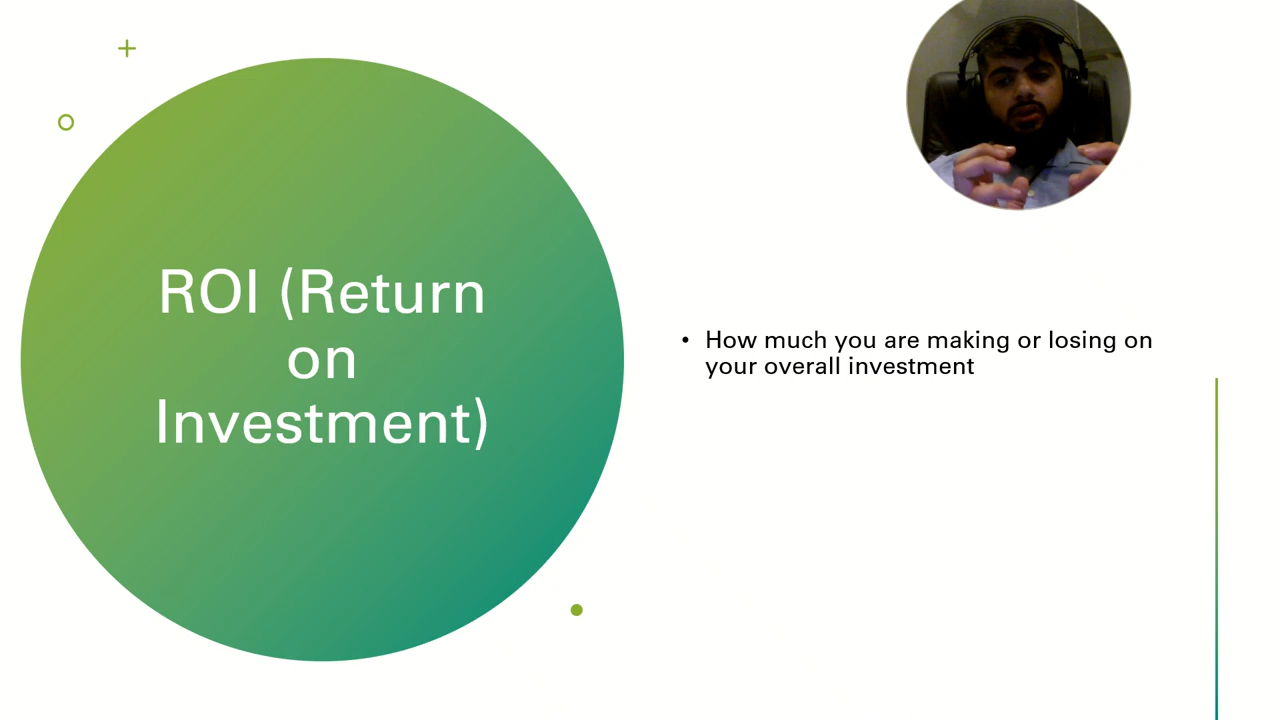 ROI (Return
on
Investment)
• How much you are making or losing on
your overall investment